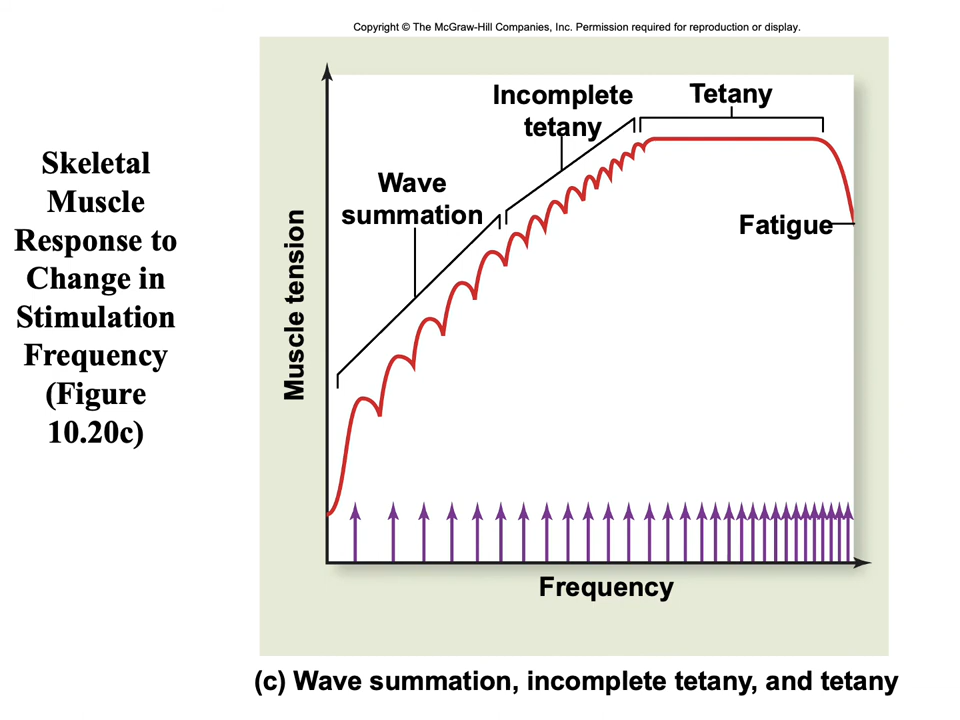 Copyright © The McGraw-Hill Companies, Inc. Permission required for reproduction or display.
Skeletal
Muscle
Response to
Change in
Stimulation
Frequency
(Figure
10.20c)
Muscle tension
Wave
summation
Incomplete
tetany
Tetany
Fatigue
Frequency
(c) Wave summation, incomplete tetany, and tetany